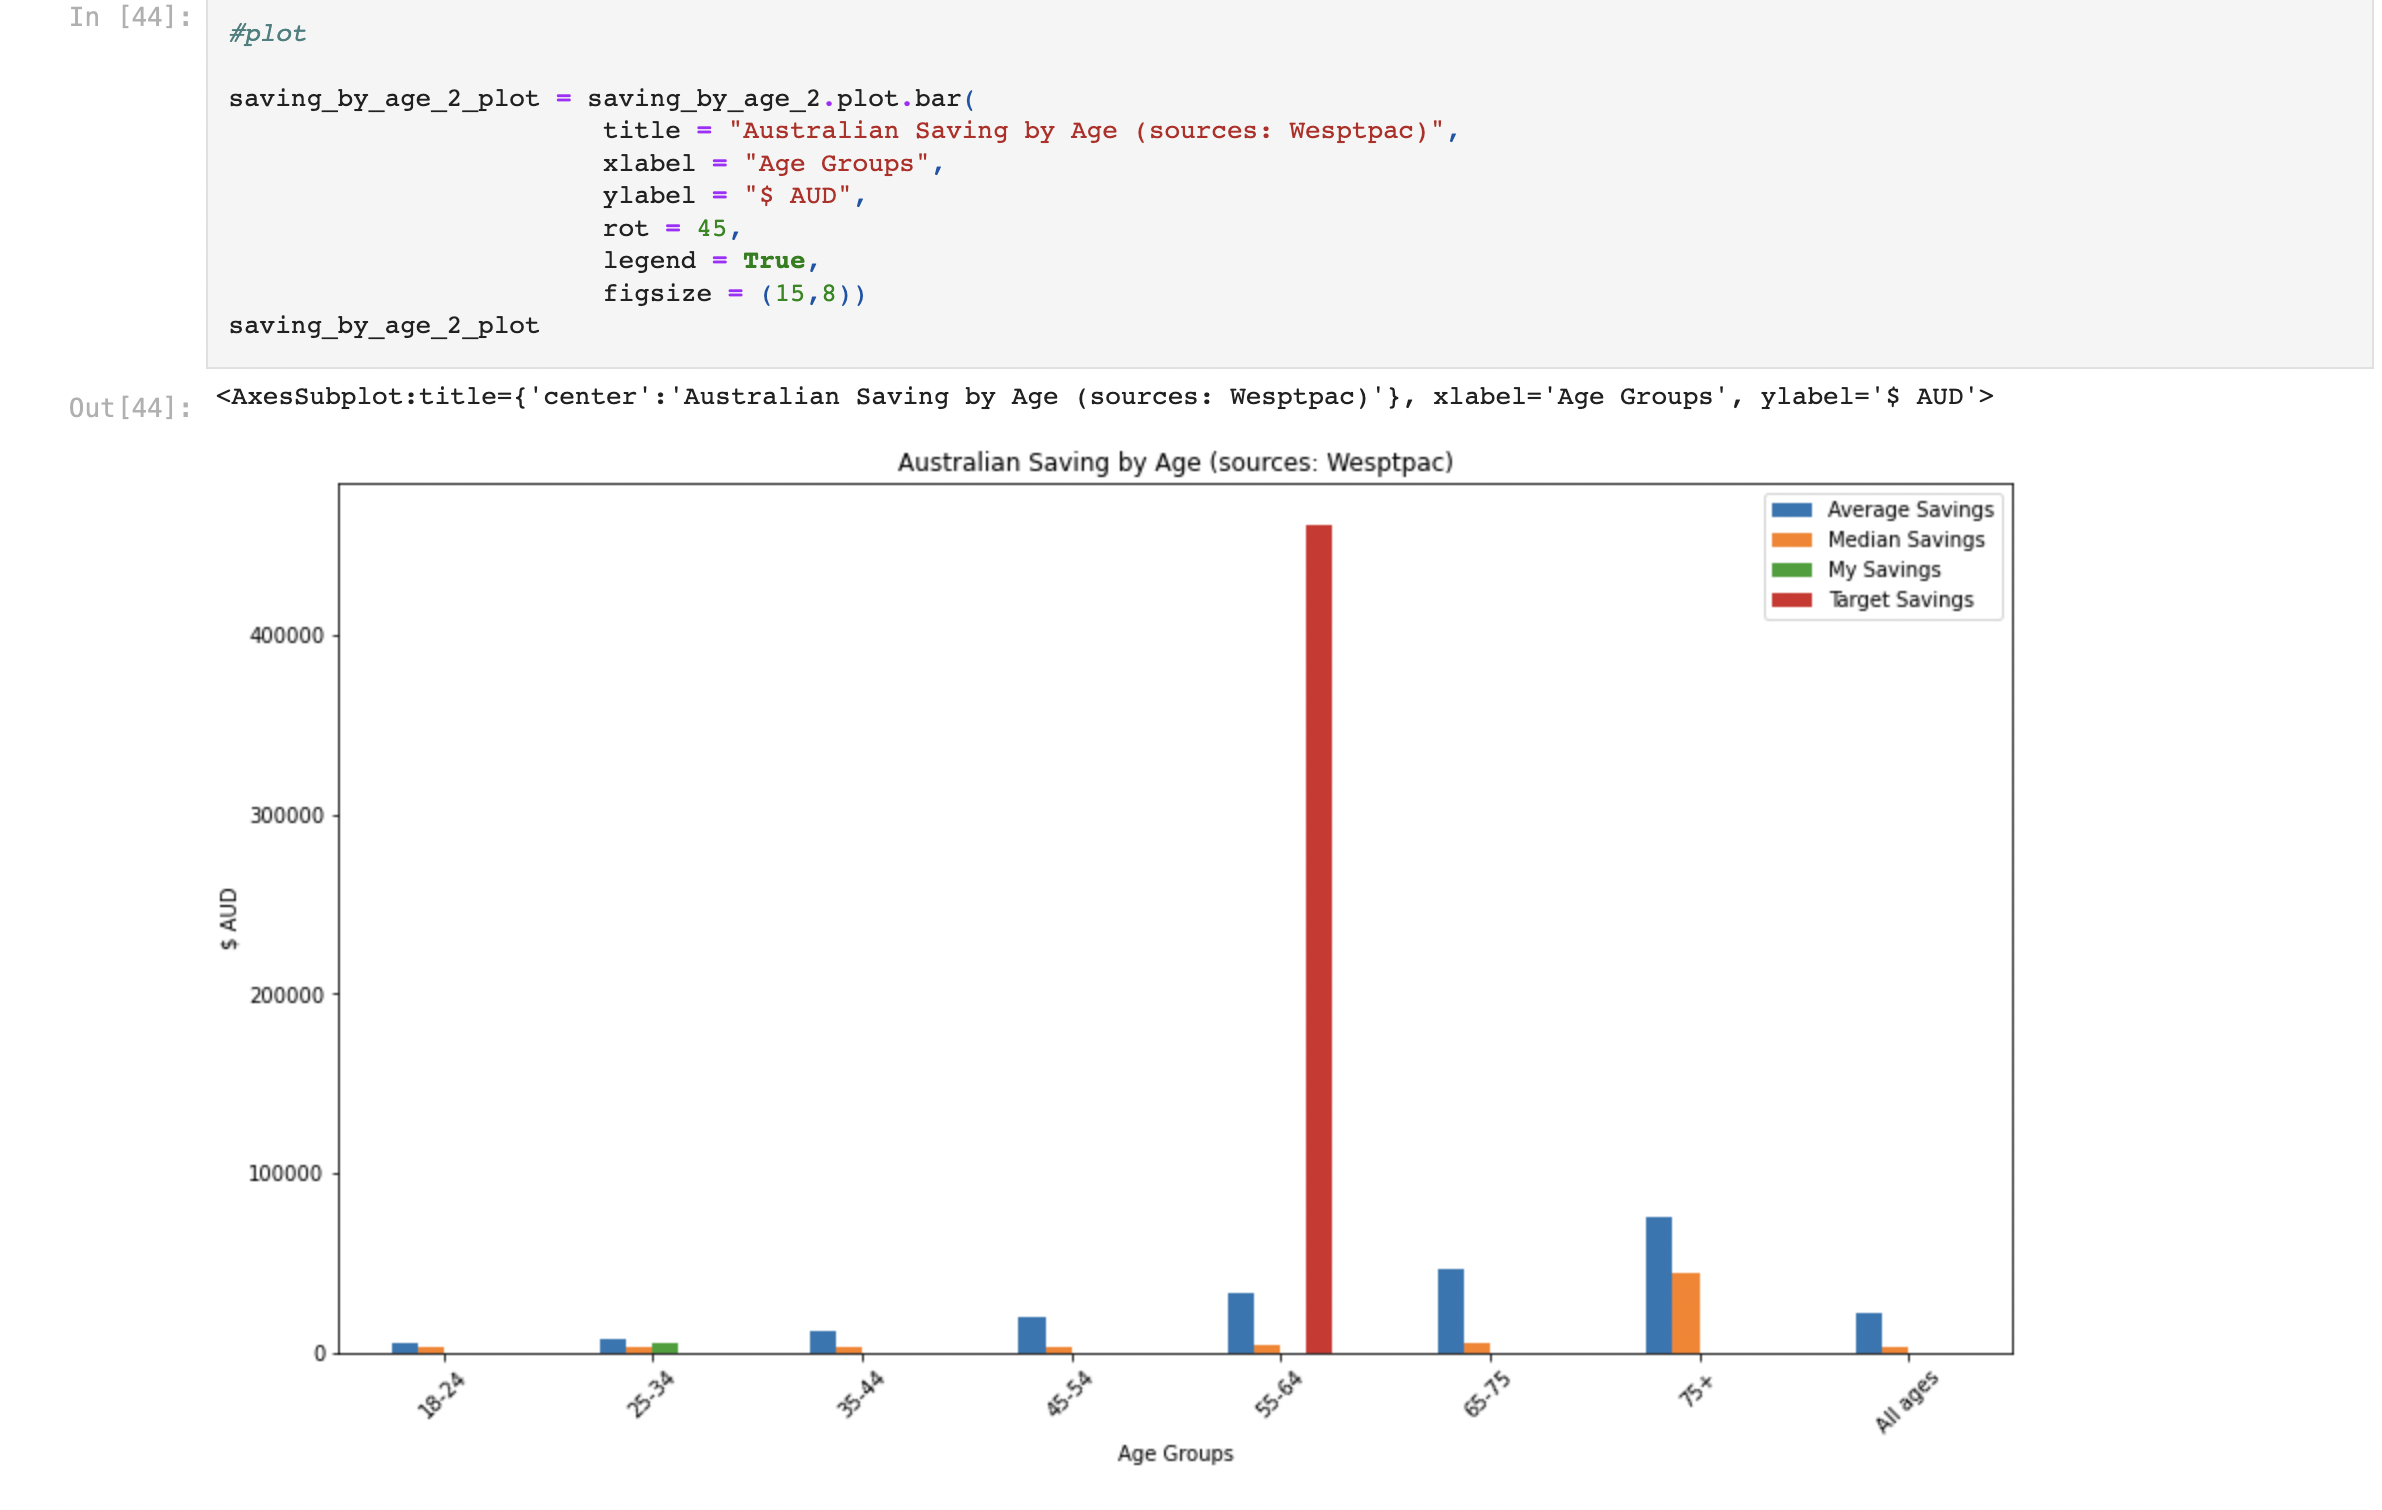 In [44]:
#plot
saving_by_age_2_plot = saving_by_age_2.plot.bar(
title = "Australian Saving by Age (sources: Wesptpac)",
xlabel = "Age Groups",
ylabel = "$ AUD",
rot = 45,
legend = True,
figsize = (15,8))
saving_by_age_2_plot
Out[44]:
<AxesSubplot:title={'center':'Australian Saving by Age (sources: Wesptpac)'}, xlabel='Age Groups', ylabel='$ AUD'>
Australian Saving by Age (sources: Wesptpac)
Average Savings
Median Savings
My Savings
Target Savings
400000
300000
200000
100000
0
$ AUD
18-24
25-34
35-44
45-54
55-64
65-75
75+
All ages
Age Groups